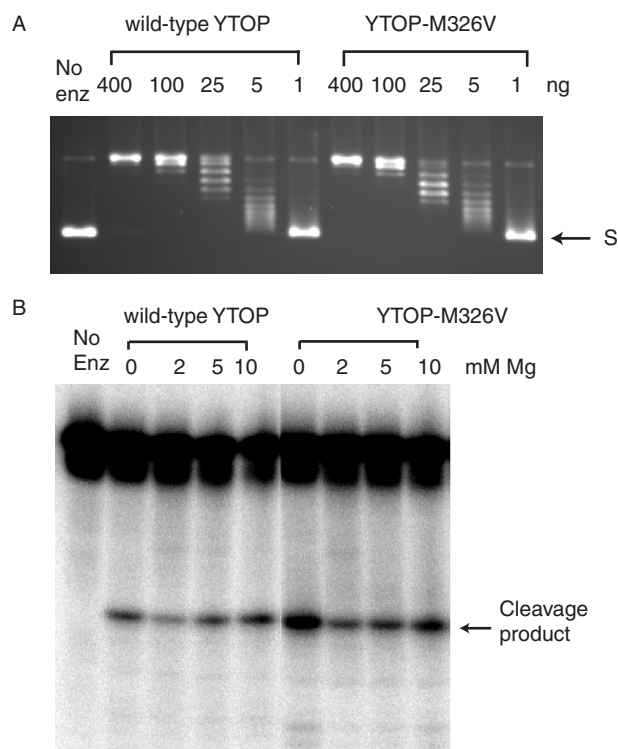 A
wild-type YTOP YTOP-M326V
No
enz 400 100 25 5 1 400 100 25 5 1 ng
S
B
wild-type YTOP YTOP-M326V
No
Enz 0 2 5 10 0 2 5 10 mM Mg
Cleavage
product